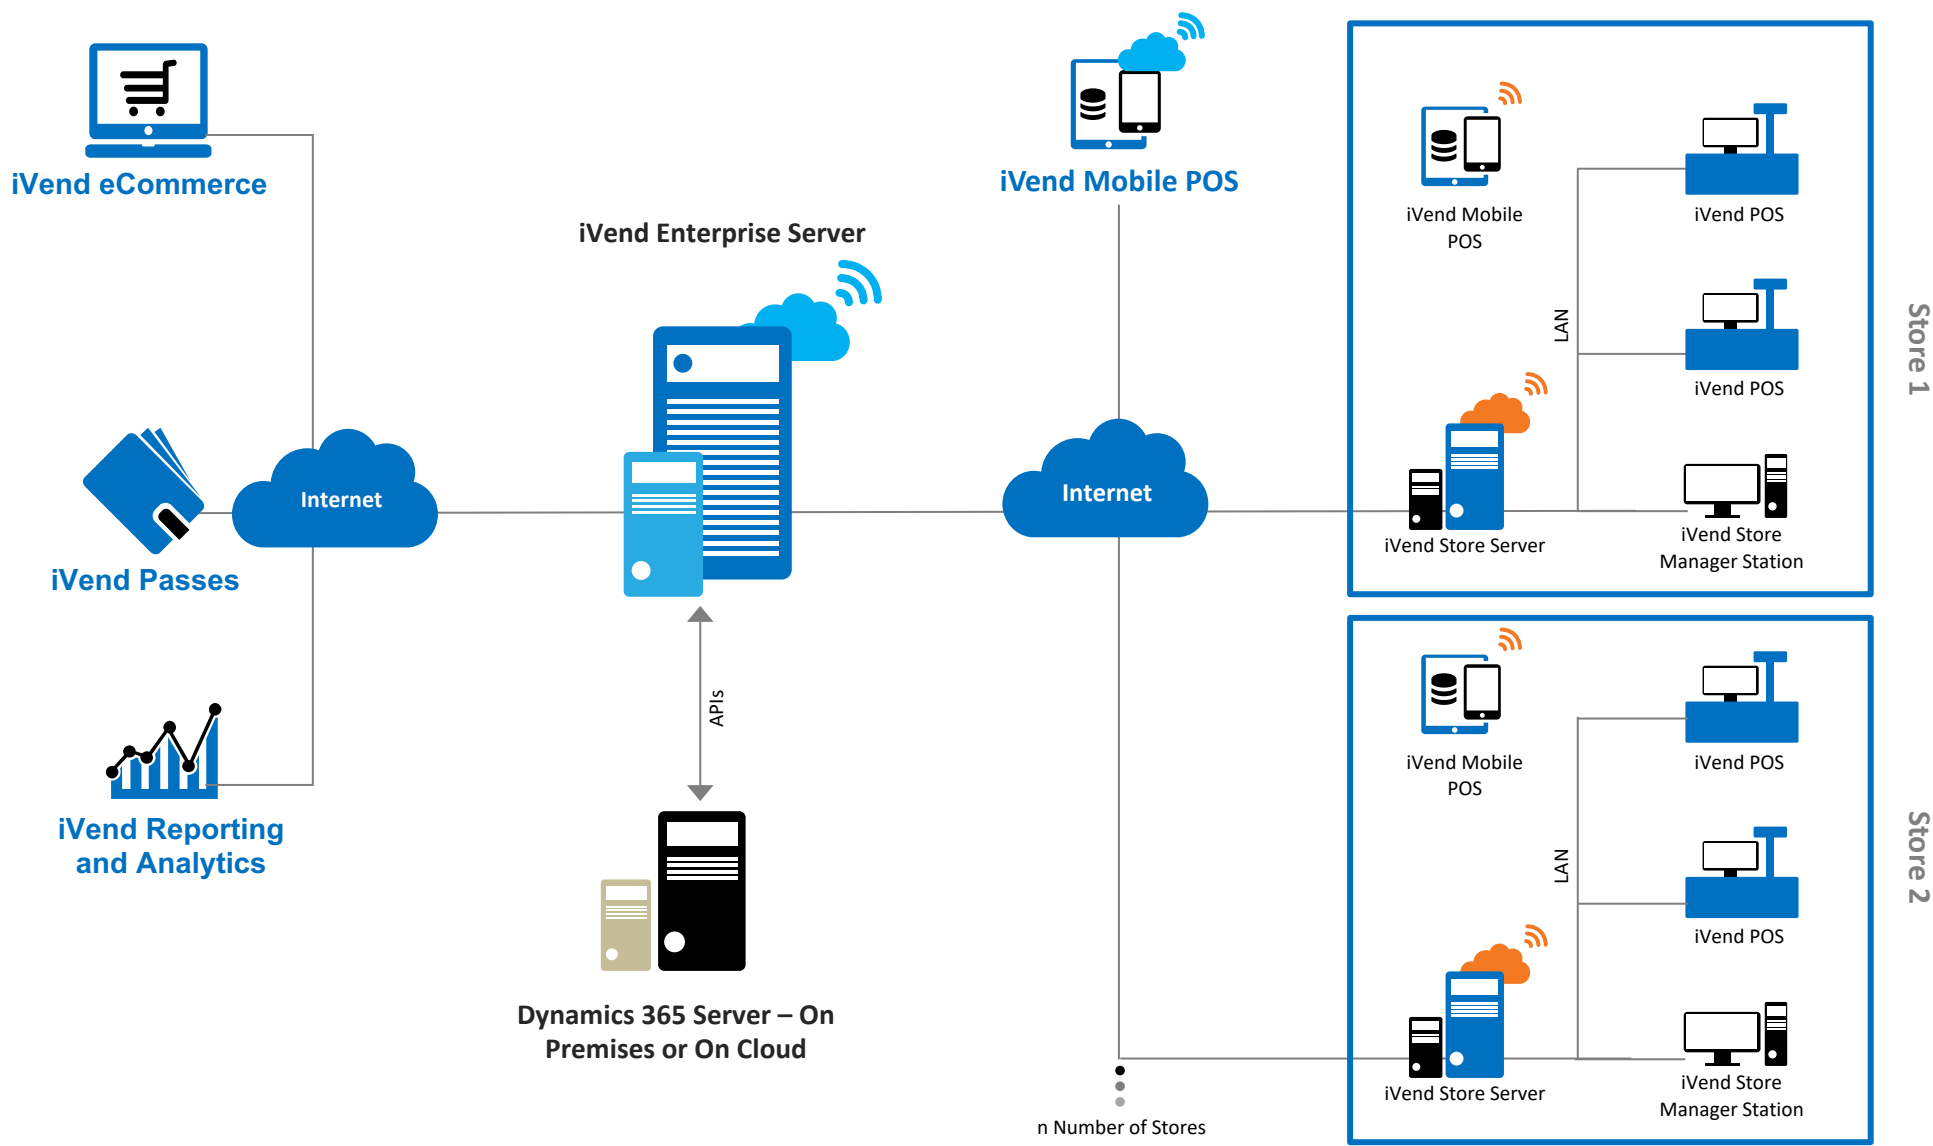 iVend eCommerce
iVend Passes
iVend Reporting
and Analytics
Internet
iVend Enterprise Server
APIs
Dynamics 365 Server – On
Premises or On Cloud
iVend Mobile POS
Internet
n Number of Stores
iVend Mobile
POS
iVend POS
iVend POS
LAN
iVend Store Server
iVend Store
Manager Station
Store 1
iVend Mobile
POS
iVend POS
iVend POS
LAN
iVend Store Server
iVend Store
Manager Station
Store 2